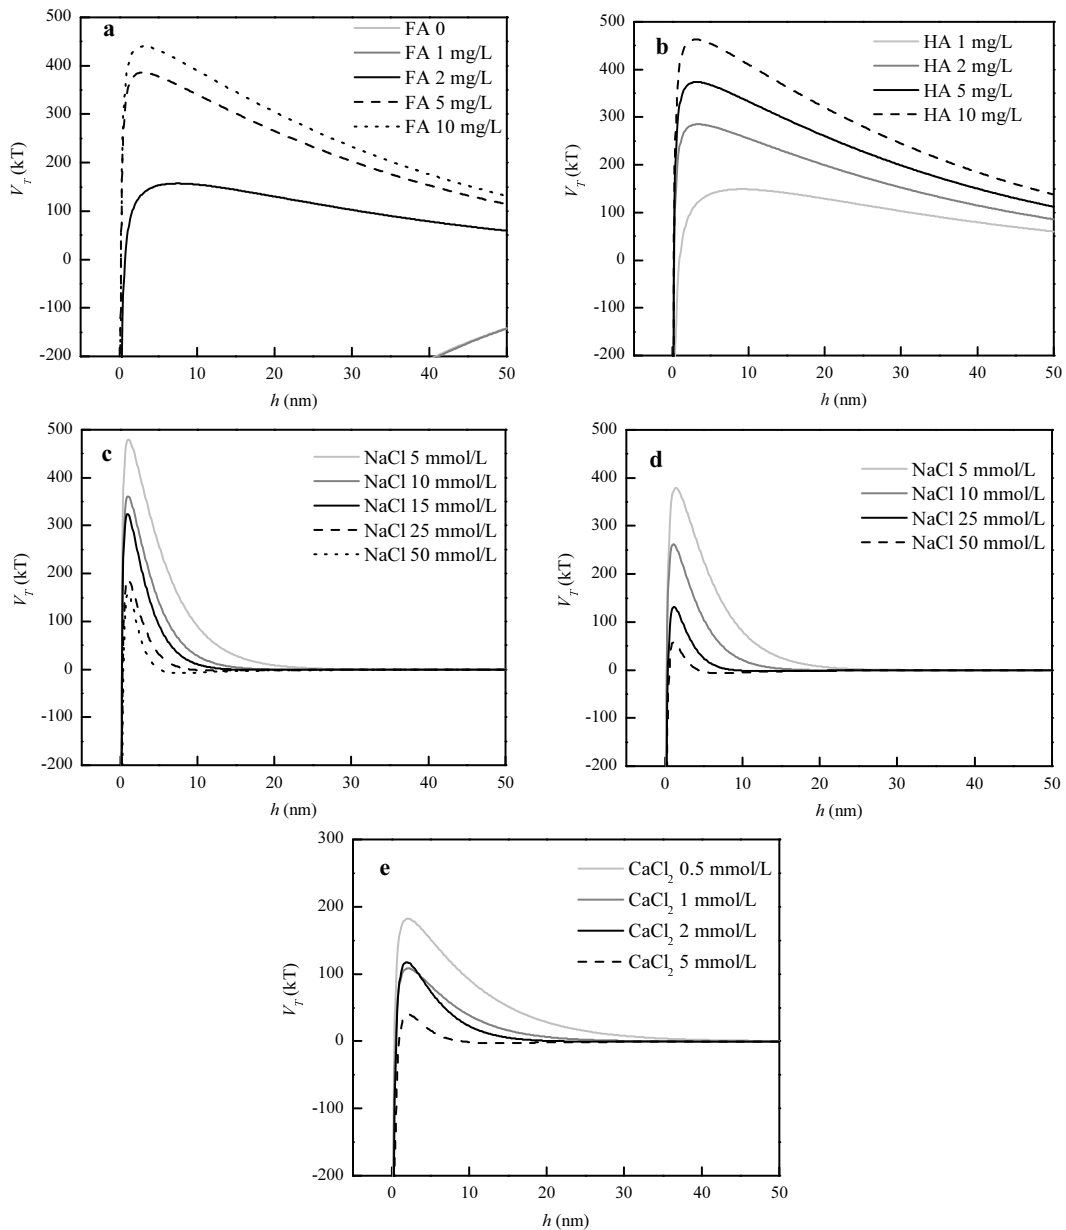 a
FA 0
FA 1 mg/L
FA 2 mg/L
FA 5 mg/L
FA 10 mg/L
500
400
300
200
100
0
-100
-200
V_T (kT)
0 10 20 30 40 50
h (nm)
b
HA 1 mg/L
HA 2 mg/L
HA 5 mg/L
HA 10 mg/L
500
400
300
200
100
0
-100
-200
V_T (kT)
0 10 20 30 40 50
h (nm)
c
NaCl 5 mmol/L
NaCl 10 mmol/L
NaCl 15 mmol/L
NaCl 25 mmol/L
NaCl 50 mmol/L
500
400
300
200
100
0
-100
-200
V_T (kT)
0 10 20 30 40 50
h (nm)
d
NaCl 5 mmol/L
NaCl 10 mmol/L
NaCl 25 mmol/L
NaCl 50 mmol/L
500
400
300
200
100
0
-100
-200
V_T (kT)
0 10 20 30 40 50
h (nm)
e
CaCl₂ 0.5 mmol/L
CaCl₂ 1 mmol/L
CaCl₂ 2 mmol/L
CaCl₂ 5 mmol/L
300
200
100
0
-100
-200
V_T (kT)
0 10 20 30 40 50
h (nm)